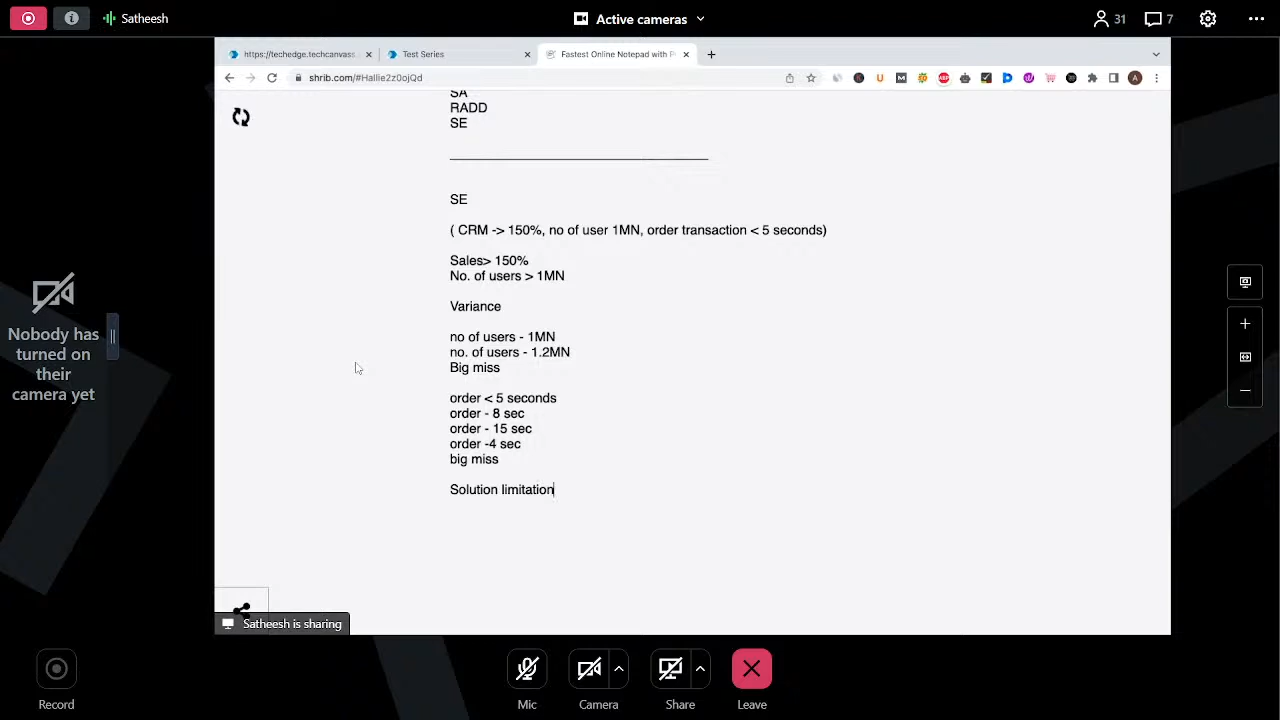 Satheesh
Active cameras
31
7
https://techedge.techcanvass
Test Series
Fastest Online Notepad with P
shrib.com/#Hallie2z0ojQd
A
SA
RADD
SE
SE
( CRM -> 150%, no of user 1MN, order transaction < 5 seconds)
Sales> 150%
No. of users > 1MN
Variance
no of users - 1MN
no. of users - 1.2MN
Big miss
order < 5 seconds
order - 8 sec
order - 15 sec
order -4 sec
big miss
Solution limitation
Nobody has
turned on
their
camera yet
Satheesh is sharing
Record
Mic
Camera
Share
Leave